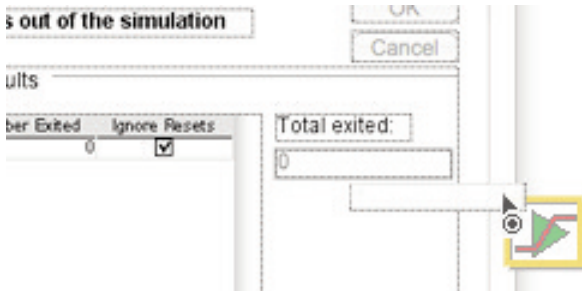 s out of the simulation
OK
Cancel
ults
ber Exited Ignore Resets
0
Total exited:
0